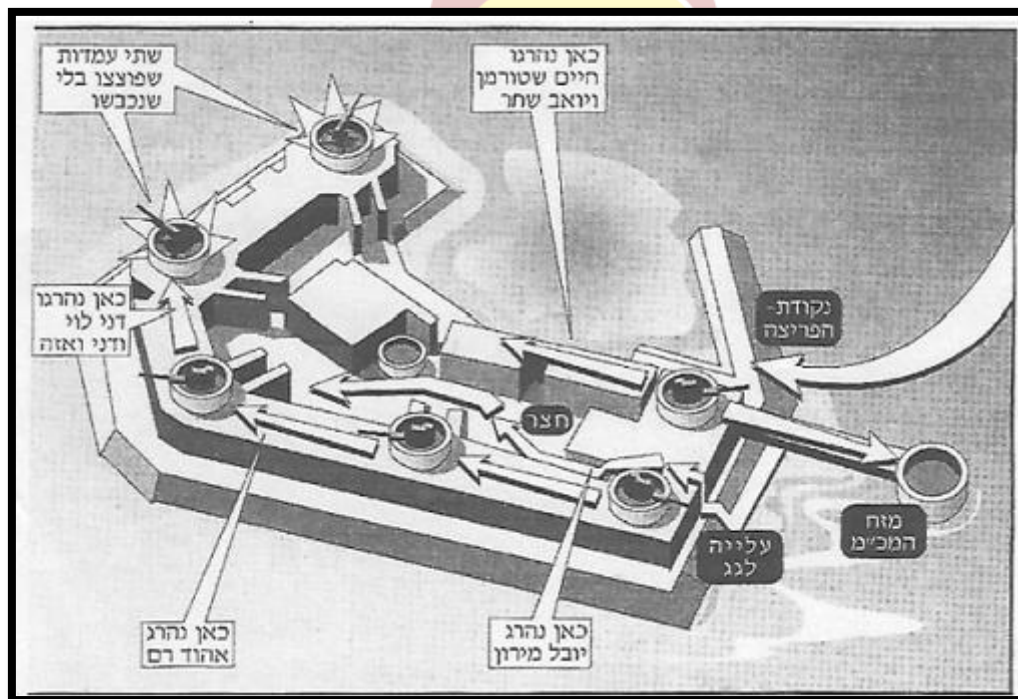 שתי עמדות
שפוצצו בלי
שנכבשו
כאן נהרגו
חיים שטורמן
ויואב שחר
כאן נהרגו
דני לוי
ודני ואזה
נקודת-
הפריצה
חצר
מזח
המכ״מ
עלייה
לגג
כאן נהרג
אהוד רם
כאן נהרג
יובל מירון